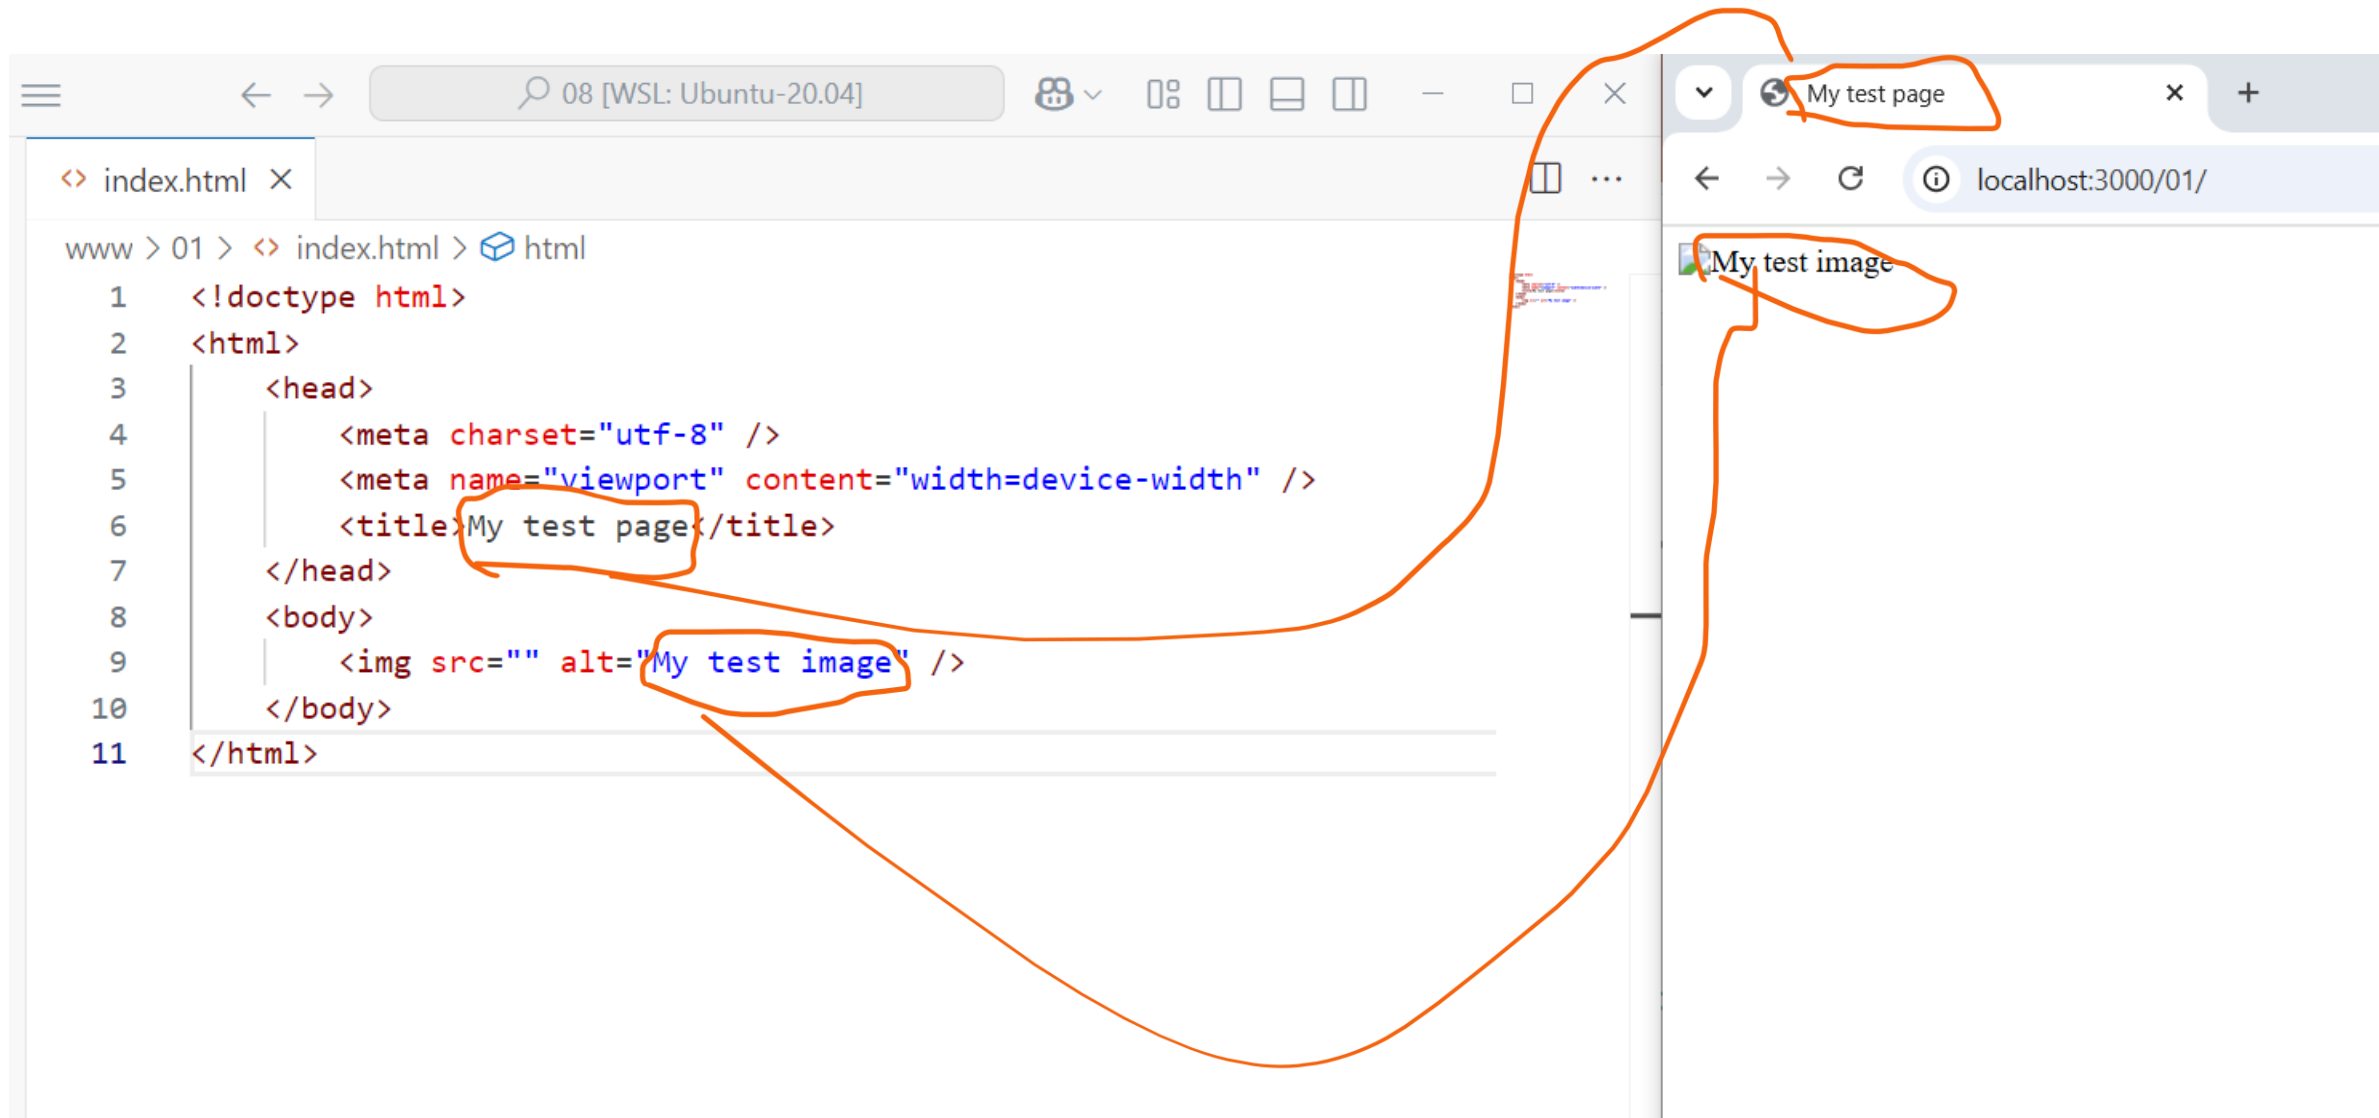 08 [WSL: Ubuntu-20.04]
index.html
www > 01 > <> index.html > html
1 <!doctype html>
2 <html>
3 <head>
4 <meta charset="utf-8" />
5 <meta name="viewport" content="width=device-width" />
6 <title>My test page</title>
7 </head>
8 <body>
9 <img src="" alt="My test image" />
10 </body>
11 </html>
My test page
localhost:3000/01/
My test image